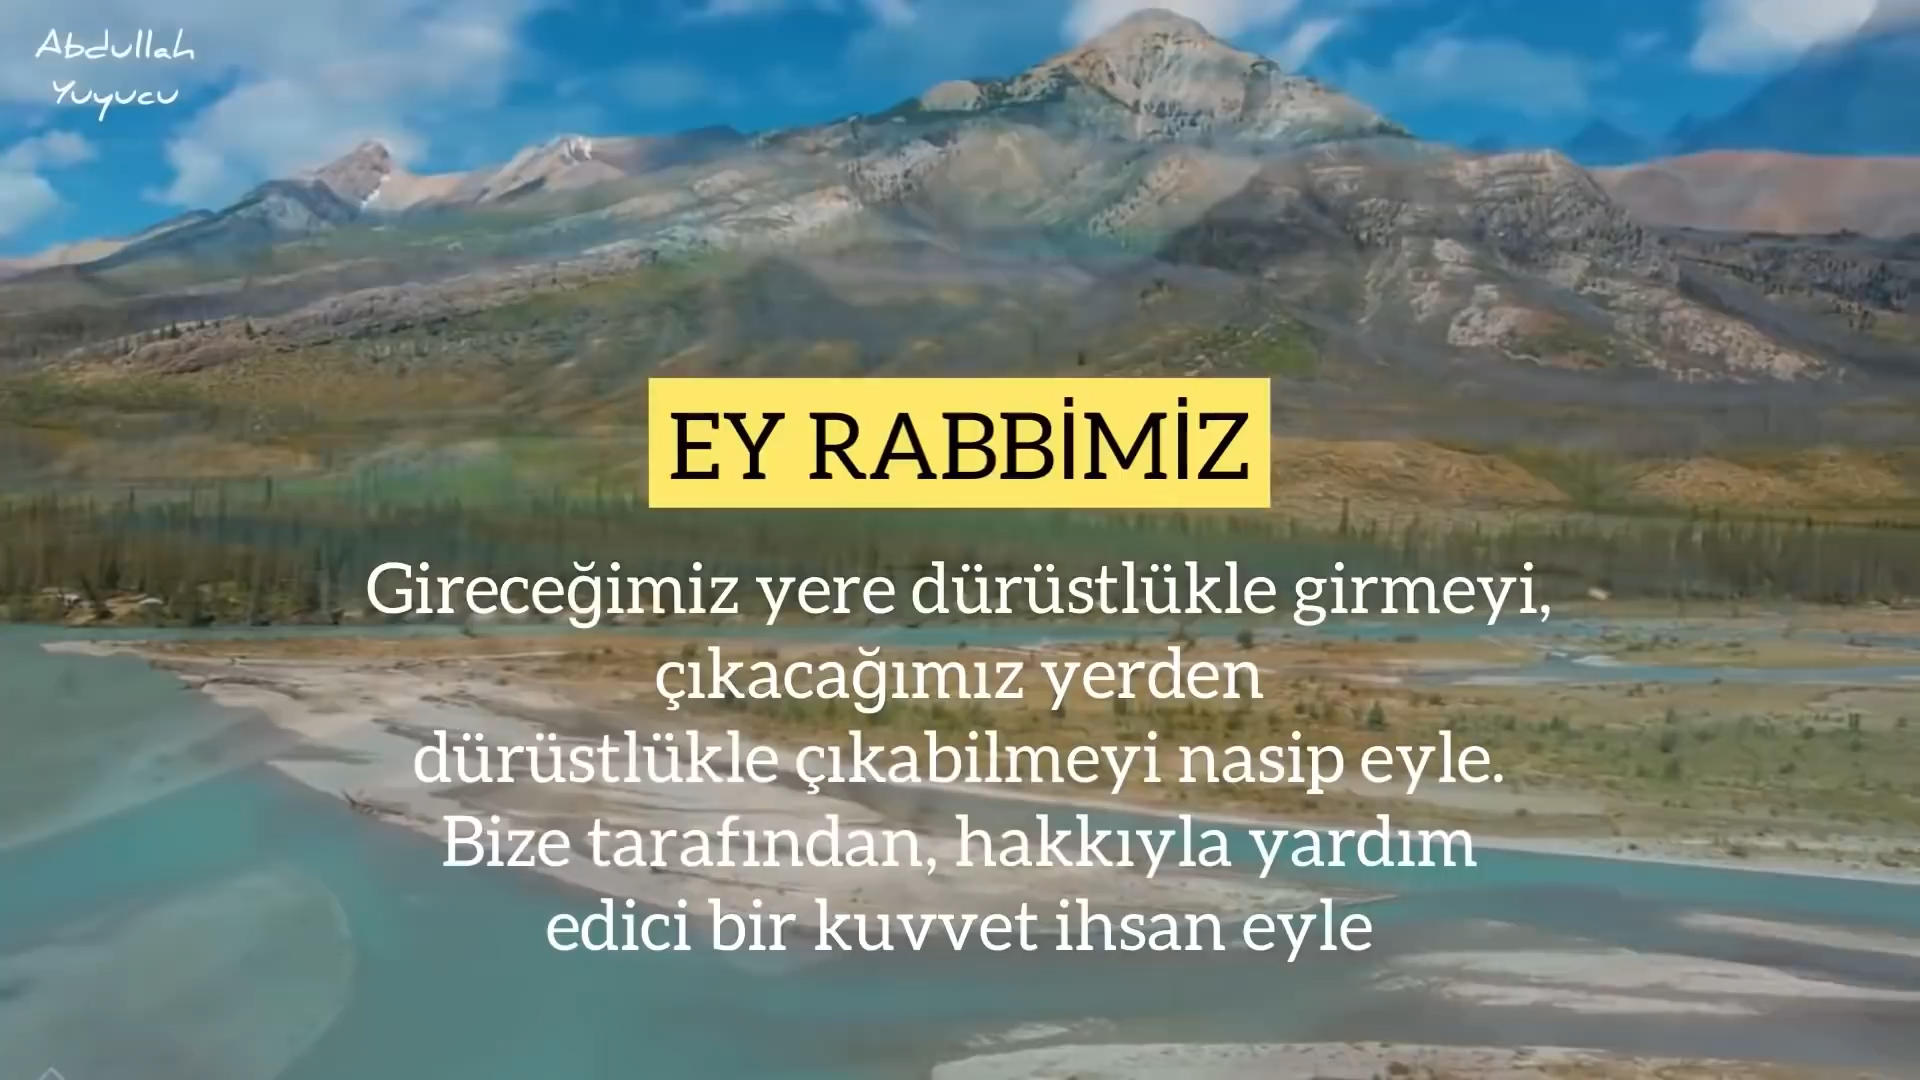 Abdullah
Yuyucu
EY RABBİMİZ
Gireceğimiz yere dürüstlükle girmeyi,
çıkacağımız yerden
dürüstlükle çıkabilmeyi nasip eyle.
Bize tarafından, hakkıyla yardım
edici bir kuvvet ihsan eyle